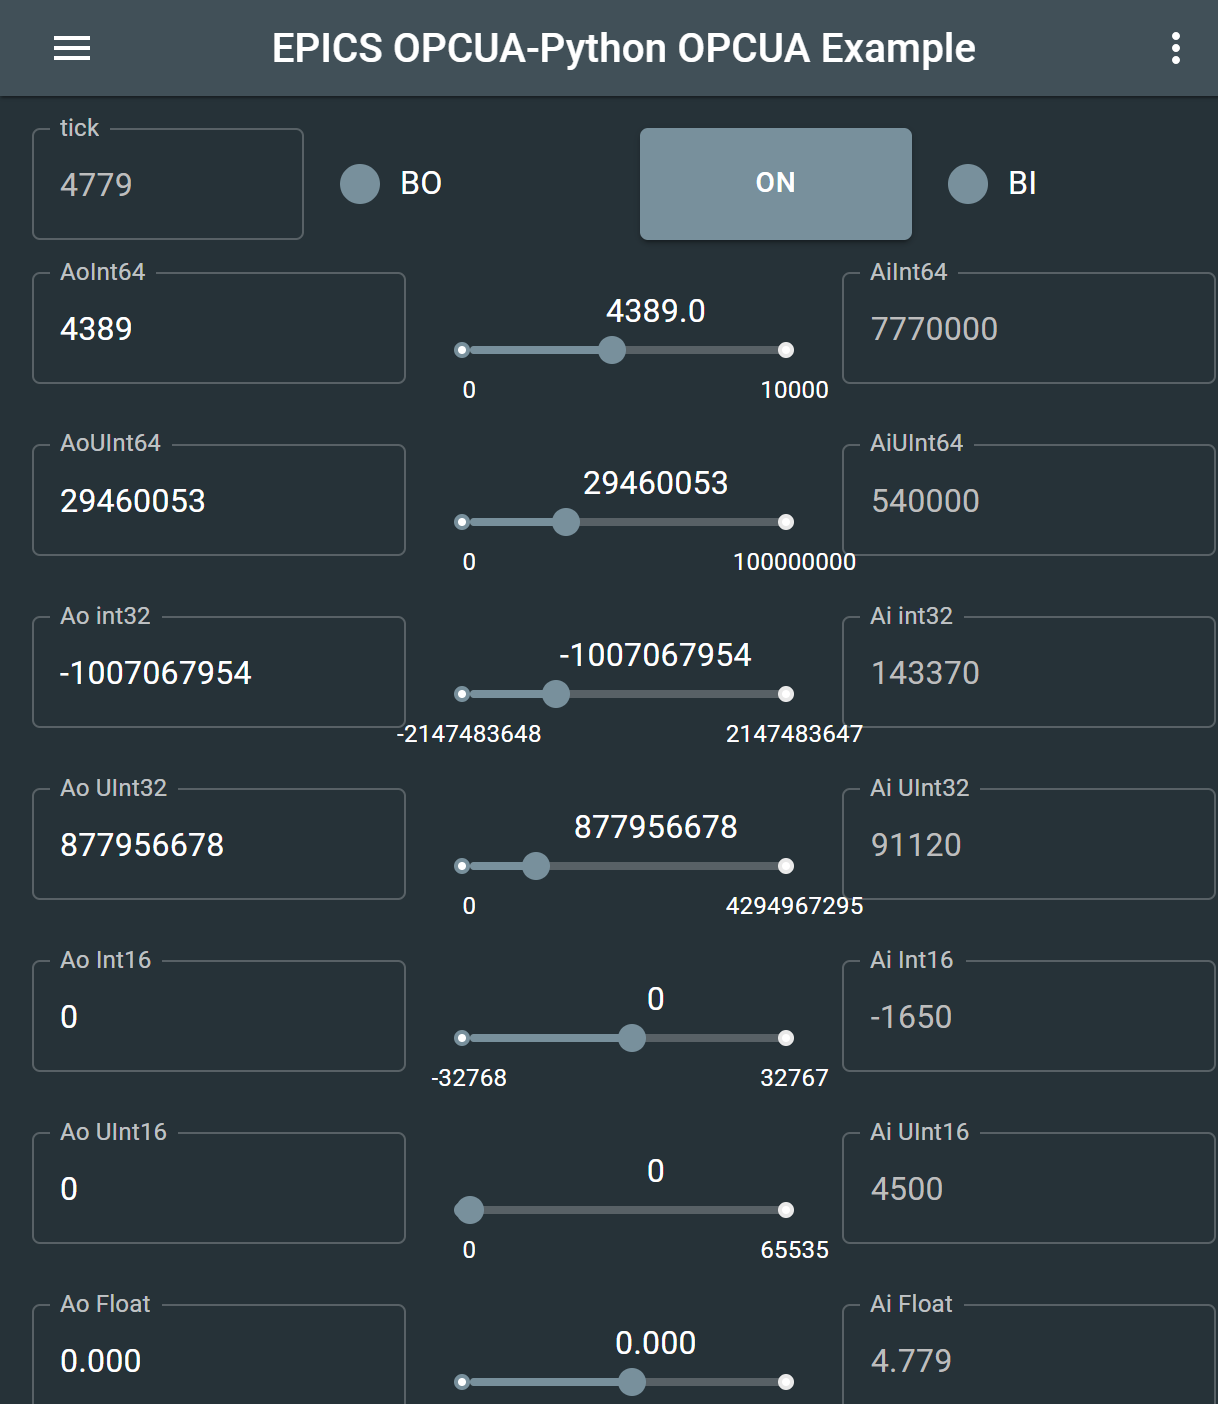 EPICS OPCUA-Python OPCUA Example
tick
4779
BO
ON
BI
AoInt64
4389
4389.0
0
10000
AiInt64
7770000
AoUInt64
29460053
29460053
0
100000000
AiUInt64
540000
Ao int32
-1007067954
-1007067954
-2147483648
2147483647
Ai int32
143370
Ao UInt32
877956678
877956678
0
4294967295
Ai UInt32
91120
Ao Int16
0
0
-32768
32767
Ai Int16
-1650
Ao UInt16
0
0
0
65535
Ai UInt16
4500
Ao Float
0.000
0.000
Ai Float
4.779